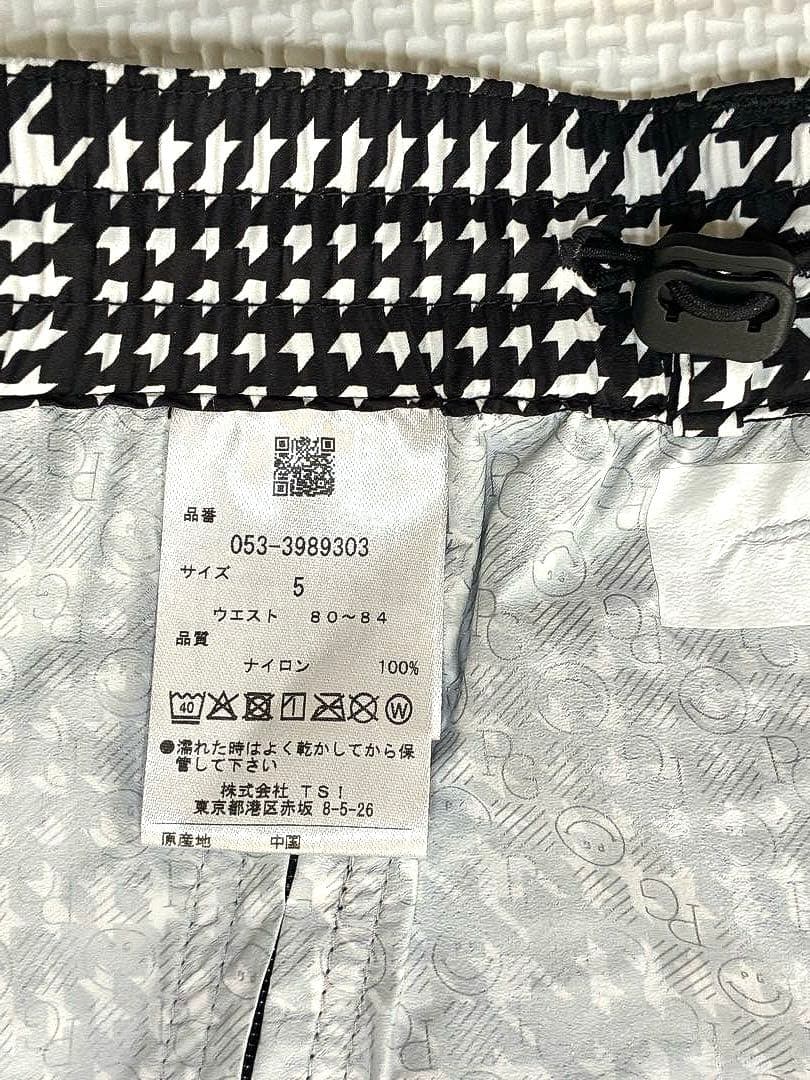 品番
053-3989303
サイズ
5
ウエスト 80～84
品質
ナイロン 100%
40
W
●濡れた時はよく乾かしてから保
管して下さい
株式会社 TSI
東京都港区赤坂 8-5-26
原産地 中国